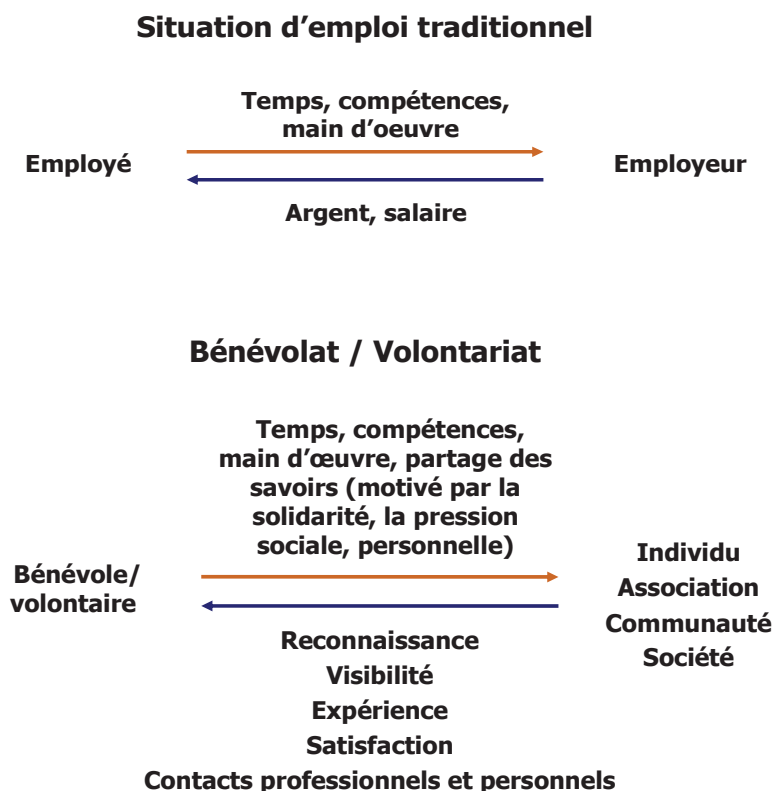 Situation d’emploi traditionnel
Temps, compétences,
main d’oeuvre
Employé
Employeur
Argent, salaire
Bénévolat / Volontariat
Temps, compétences,
main d’œuvre, partage des
savoirs (motivé par la
solidarité, la pression
sociale, personnelle)
Bénévole/
volontaire
Individu
Association
Communauté
Société
Reconnaissance
Visibilité
Expérience
Satisfaction
Contacts professionnels et personnels